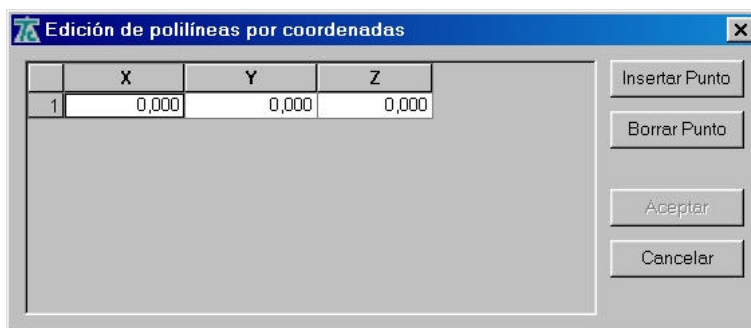 Edición de polilíneas por coordenadas
X Y Z
1 0,000 0,000 0,000
Insertar Punto
Borrar Punto
Aceptar
Cancelar